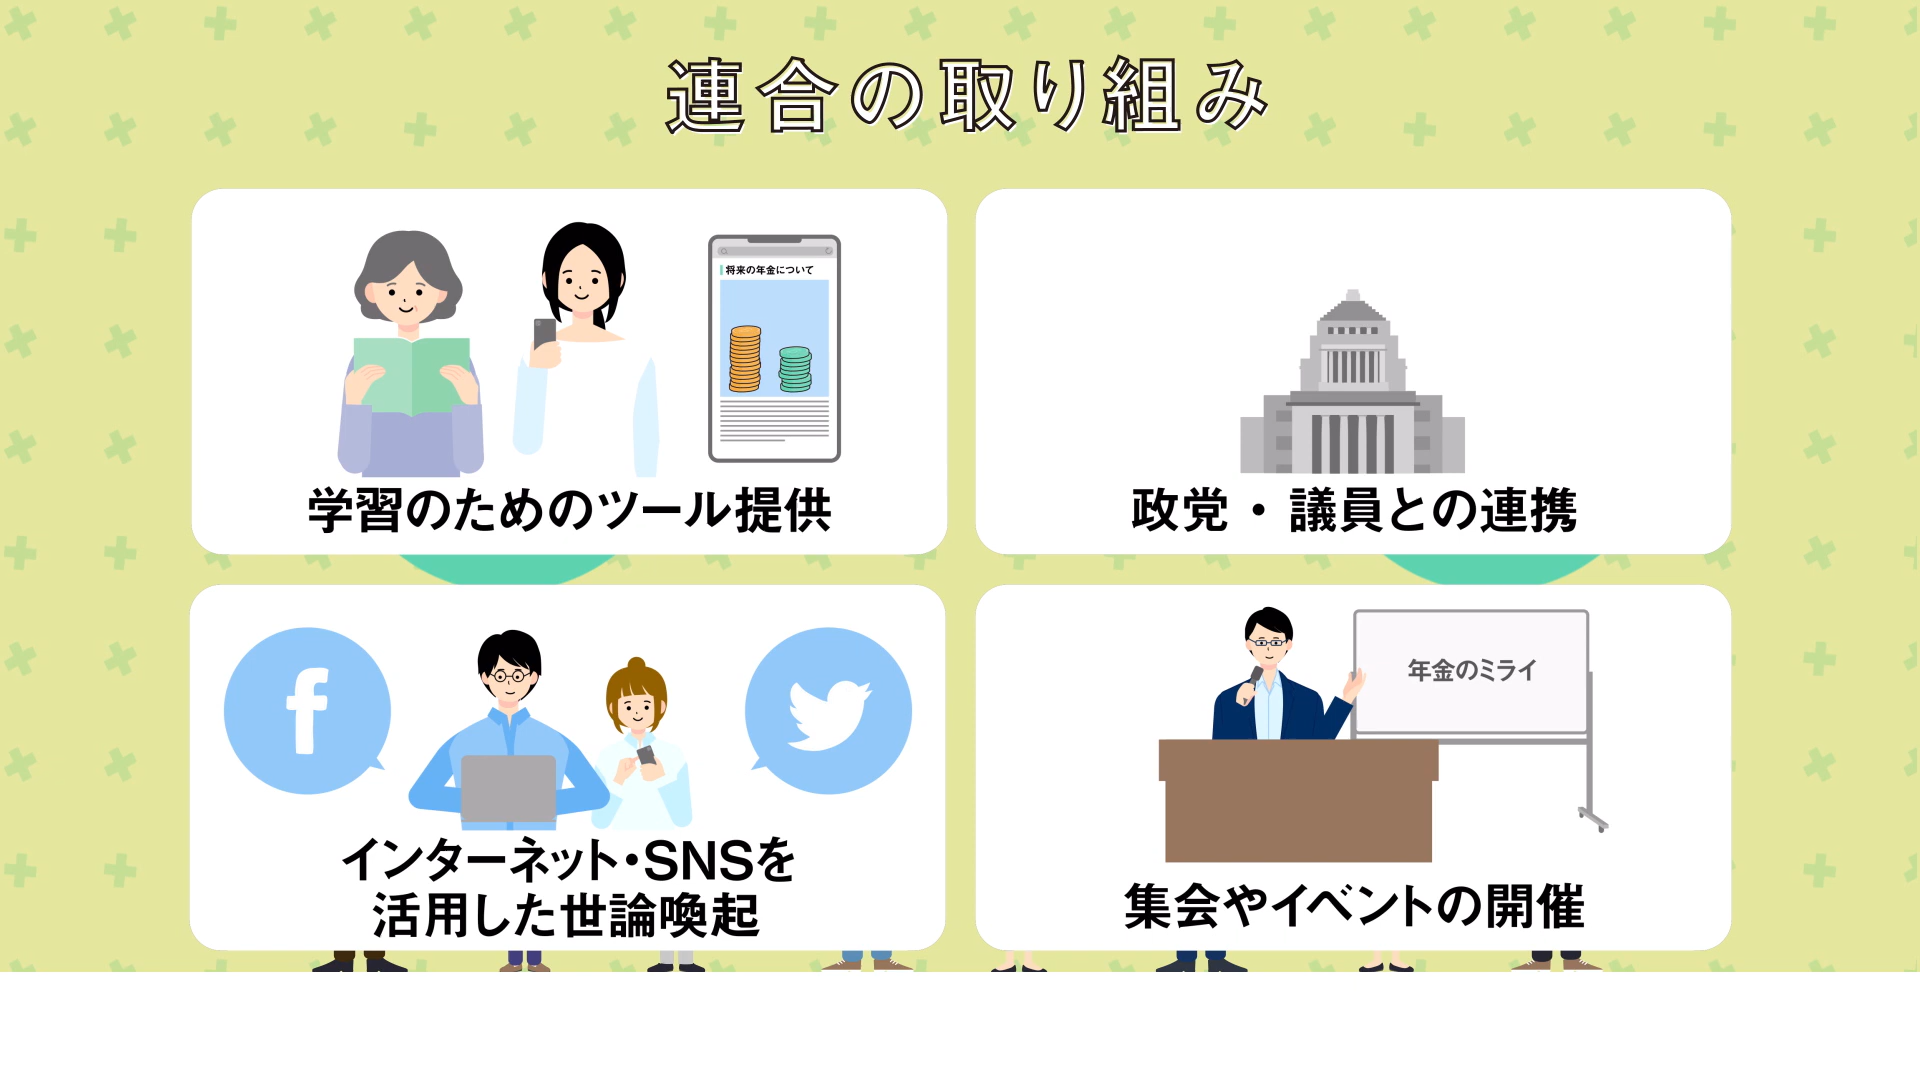 連合の取り組み
将来の年金について
学習のためのツール提供
政党・議員との連携
f
インターネット・SNSを
活用した世論喚起
年金のミライ
集会やイベントの開催